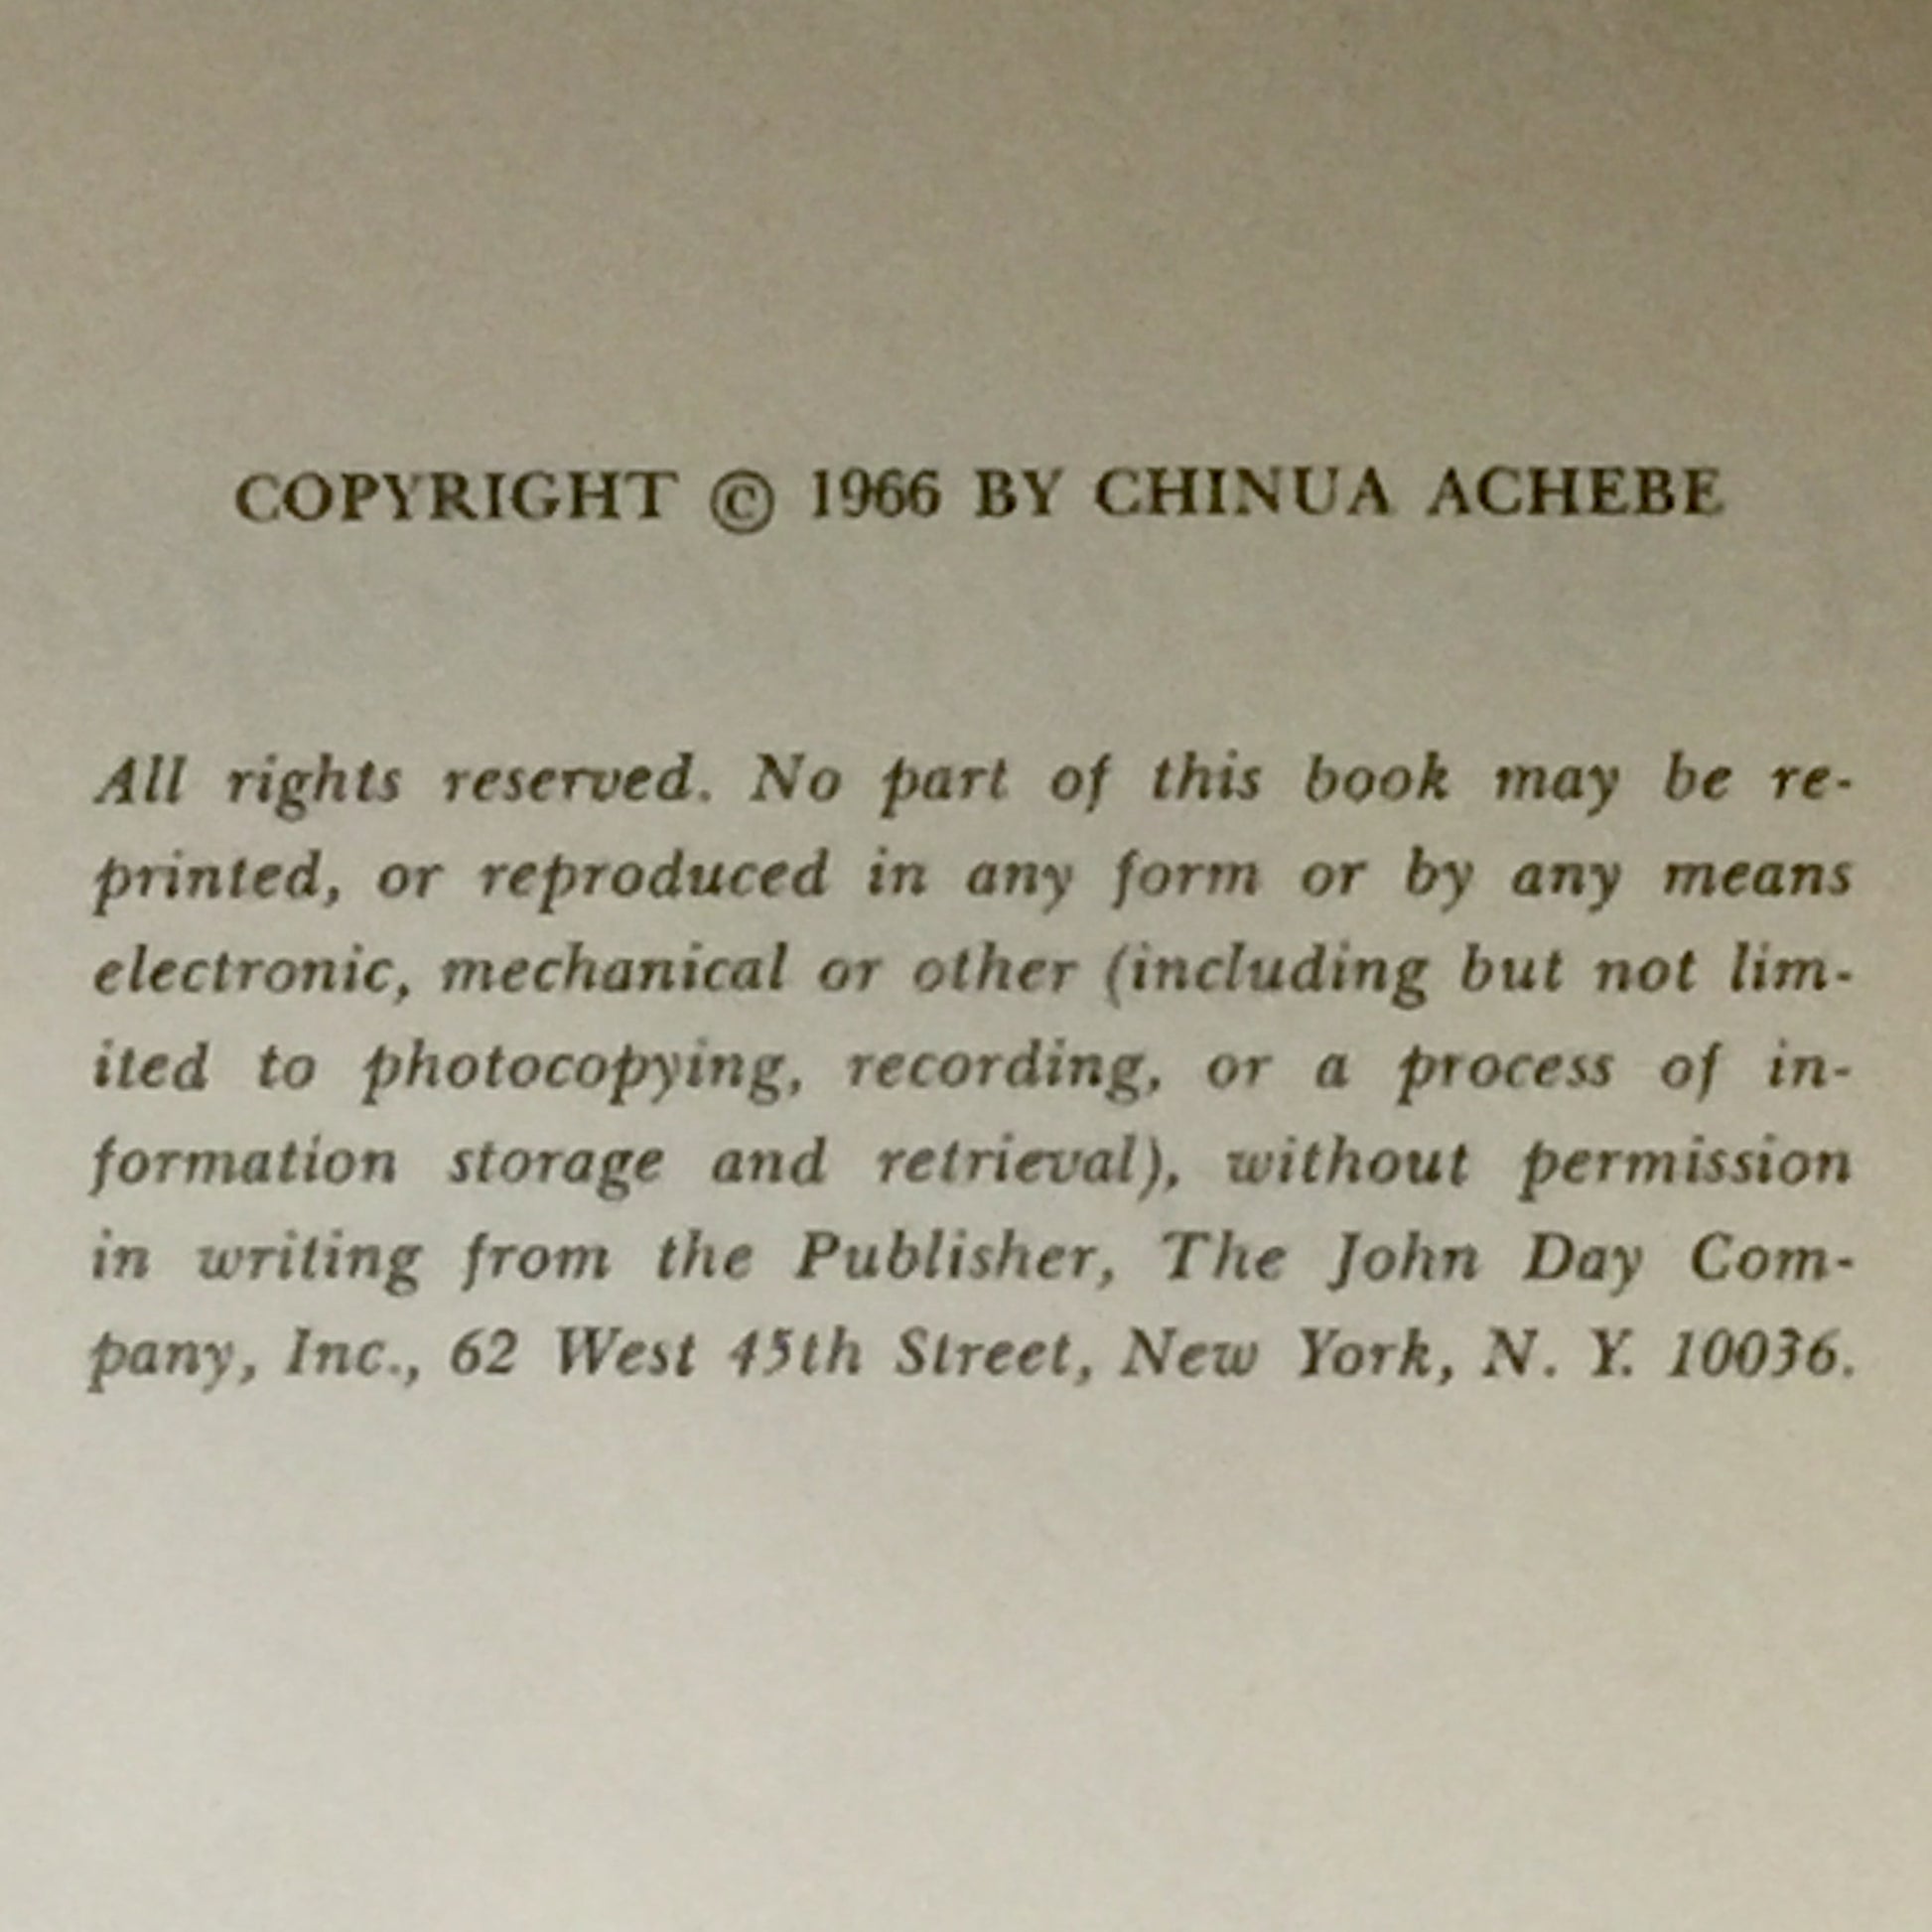 COPYRIGHT © 1966 BY CHINUA ACHEBE
All rights reserved. No part of this book may be re-
printed, or reproduced in any form or by any means
electronic, mechanical or other (including but not lim-
ited to photocopying, recording, or a process of in-
formation storage and retrieval), without permission
in writing from the Publisher, The John Day Com-
pany, Inc., 62 West 45th Street, New York, N. Y. 10036.